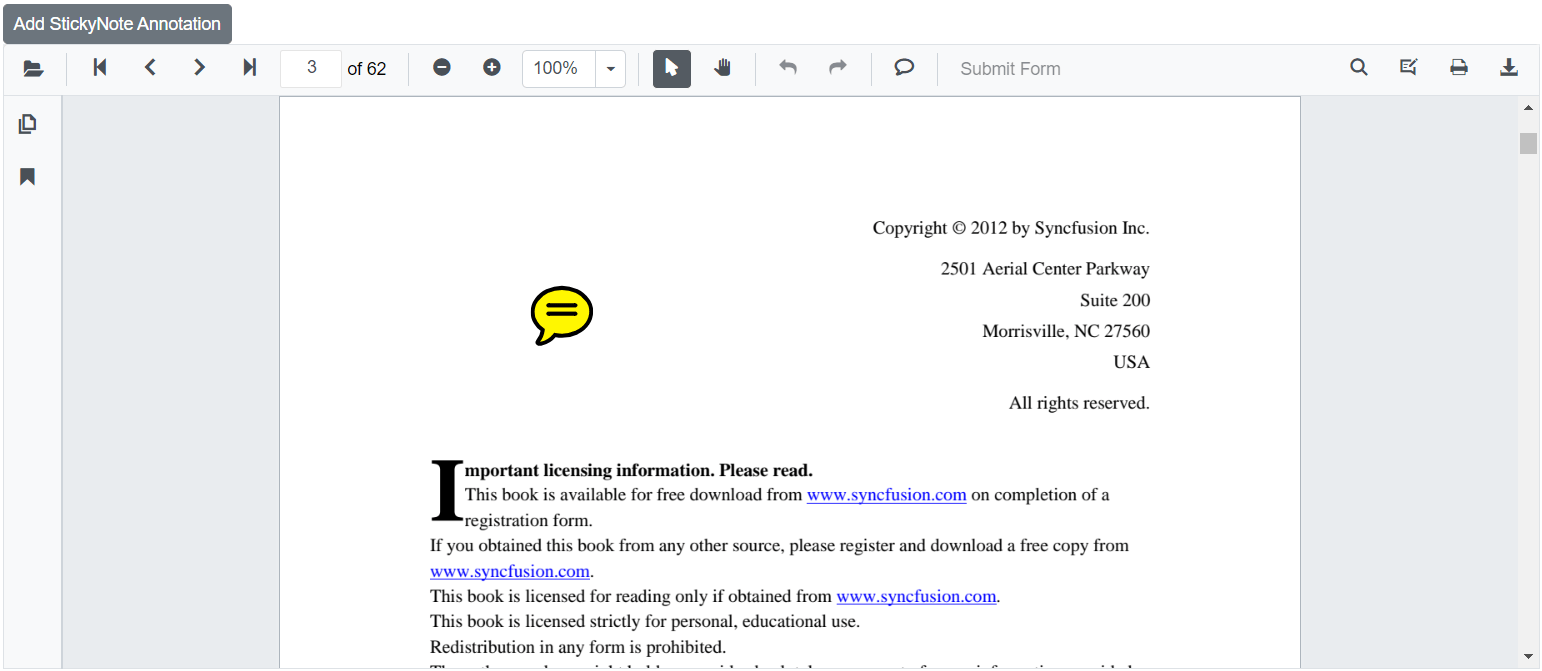 Add StickyNote Annotation
3 of 62 100% Submit Form
Copyright © 2012 by Syncfusion Inc.
2501 Aerial Center Parkway
Suite 200
Morrisville, NC 27560
USA
All rights reserved.
Important licensing information. Please read.
This book is available for free download from www.syncfusion.com on completion of a
registration form.
If you obtained this book from any other source, please register and download a free copy from
www.syncfusion.com.
This book is licensed for reading only if obtained from www.syncfusion.com.
This book is licensed strictly for personal, educational use.
Redistribution in any form is prohibited.